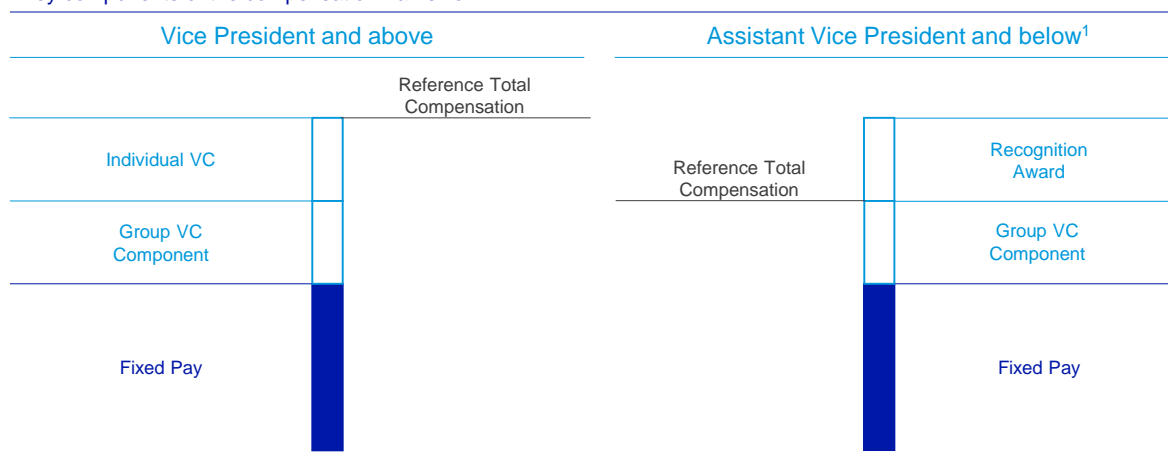 Vice President and above
Assistant Vice President and below1
Reference Total
Compensation
Individual VC
Group VC
Component
Fixed Pay
Recognition
Award
Reference Total
Compensation
Group VC
Component
Fixed Pay